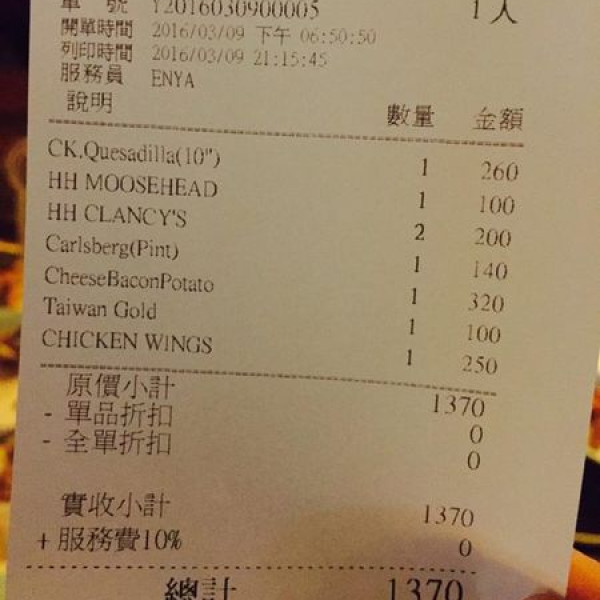 單 號 Y2016030900005 1人
開單時間 2016/03/09 下午 06:50:50
列印時間 2016/03/09 21:15:45
服務員 ENYA
說明 數量 金額
CK.Quesadilla(10") 1 260
HH MOOSEHEAD 1 100
HH CLANCY'S 2 200
Carlsberg(Pint) 1 140
CheeseBaconPotato 1 320
Taiwan Gold 1 100
CHICKEN WINGS 1 250
原價小計 1370
- 單品折扣 0
- 全單折扣 0
實收小計 1370
+ 服務費10% 0
總計 1370